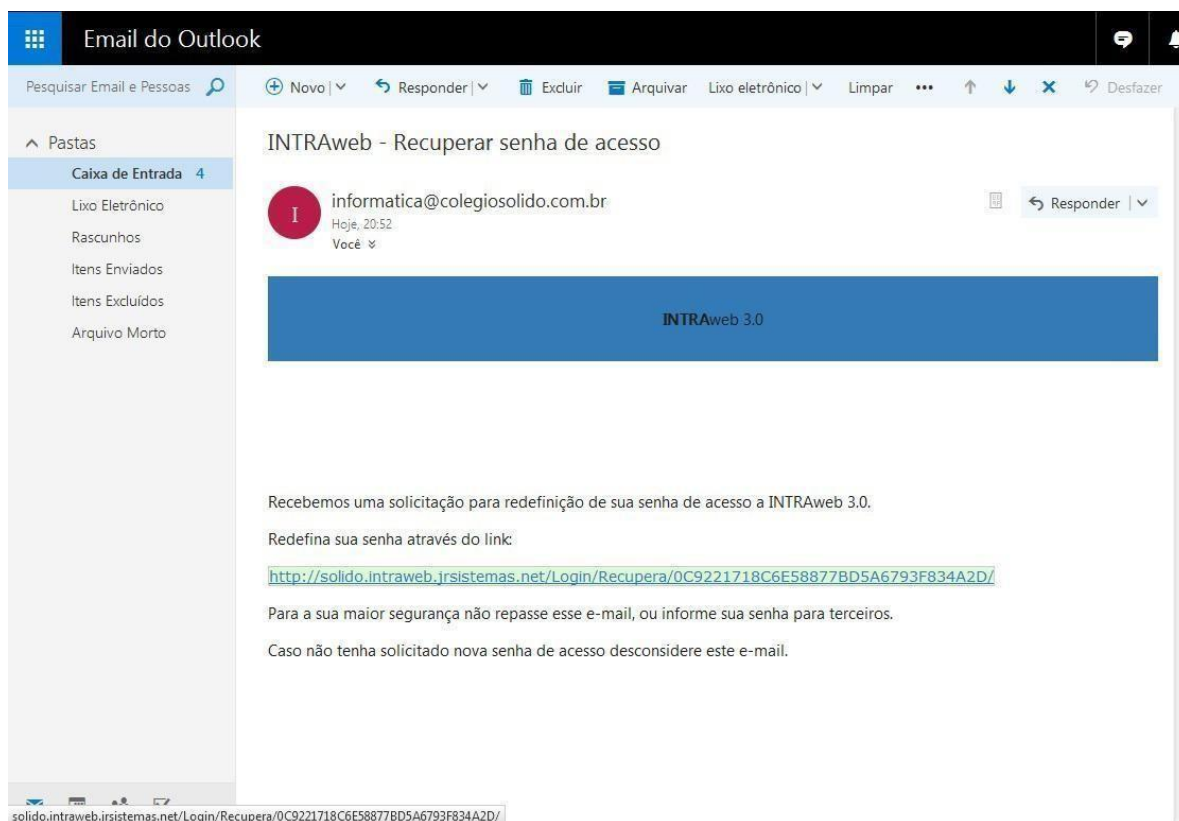 Email do Outlook
Pesquisar Email e Pessoas
Novo
Responder
Excluir
Arquivar
Lixo eletrônico
Limpar
Desfazer
Pastas
Caixa de Entrada 4
Lixo Eletrônico
Rascunhos
Itens Enviados
Itens Excluídos
Arquivo Morto
INTRAweb - Recuperar senha de acesso
I
informatica@colegiosolido.com.br
Hoje, 20:52
Você
Responder
INTRAweb 3.0
Recebemos uma solicitação para redefinição de sua senha de acesso a INTRAweb 3.0.
Redefina sua senha através do link:
http://solido.intraweb.jrsistemas.net/Login/Recupera/0C9221718C6E58877BD5A6793F834A2D/
Para a sua maior segurança não repasse esse e-mail, ou informe sua senha para terceiros.
Caso não tenha solicitado nova senha de acesso desconsidere este e-mail.
solido.intraweb.jrsistemas.net/Login/Recupera/0C9221718C6E58877BD5A6793F834A2D/